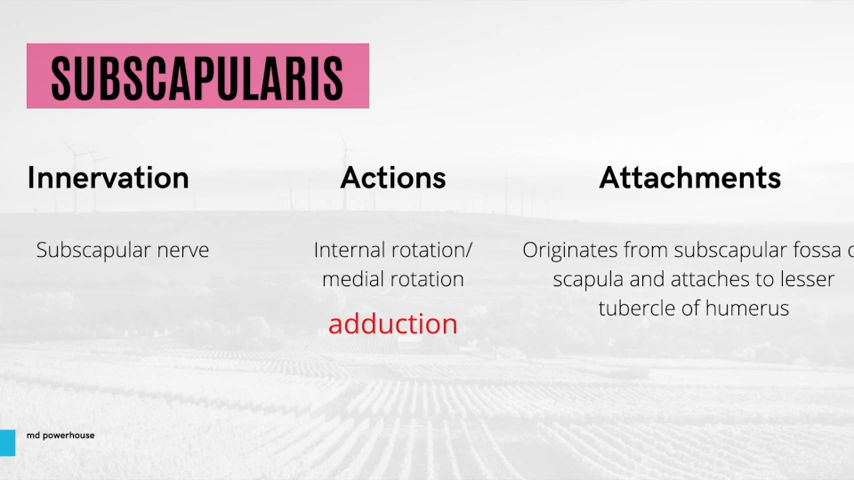 SUBSCAPULARIS
Innervation
Subscapular nerve
Actions
Internal rotation/
medial rotation
adduction
Attachments
Originates from subscapular fossa
scapula and attaches to lesser
tubercle of humerus
md powerhouse